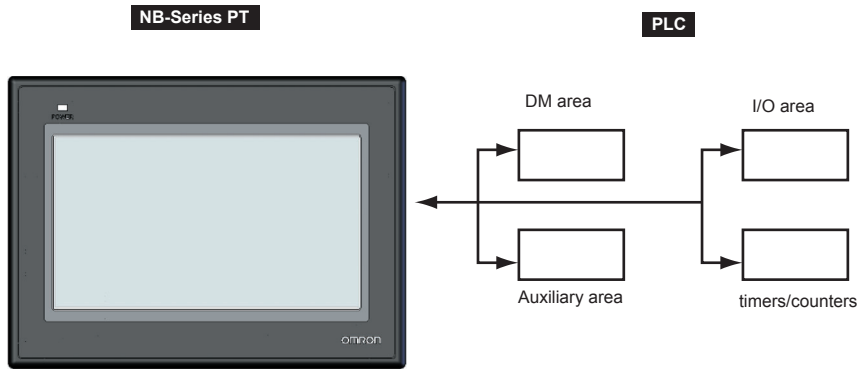 NB-Series PT
PLC
POWER
DM area
I/O area
Auxiliary area
timers/counters
OMRON